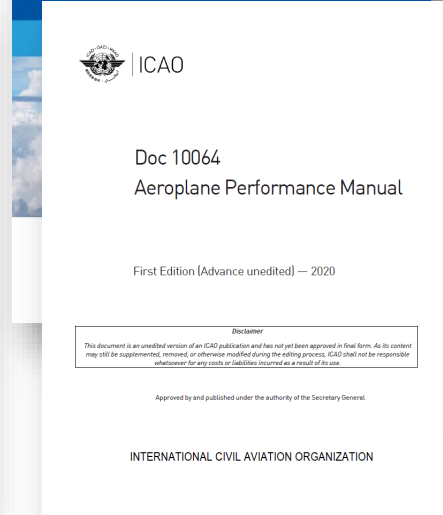 ICAO
Doc 10064
Aeroplane Performance Manual
First Edition (Advance unedited) — 2020
Disclaimer
This document is an unedited version of an ICAO publication and has not yet been approved in final form. As its content
may still be supplemented, removed, or otherwise modified during the editing process, ICAO shall not be responsible
whatsoever for any costs or liabilities incurred as a result of its use.
Approved by and published under the authority of the Secretary General
INTERNATIONAL CIVIL AVIATION ORGANIZATION